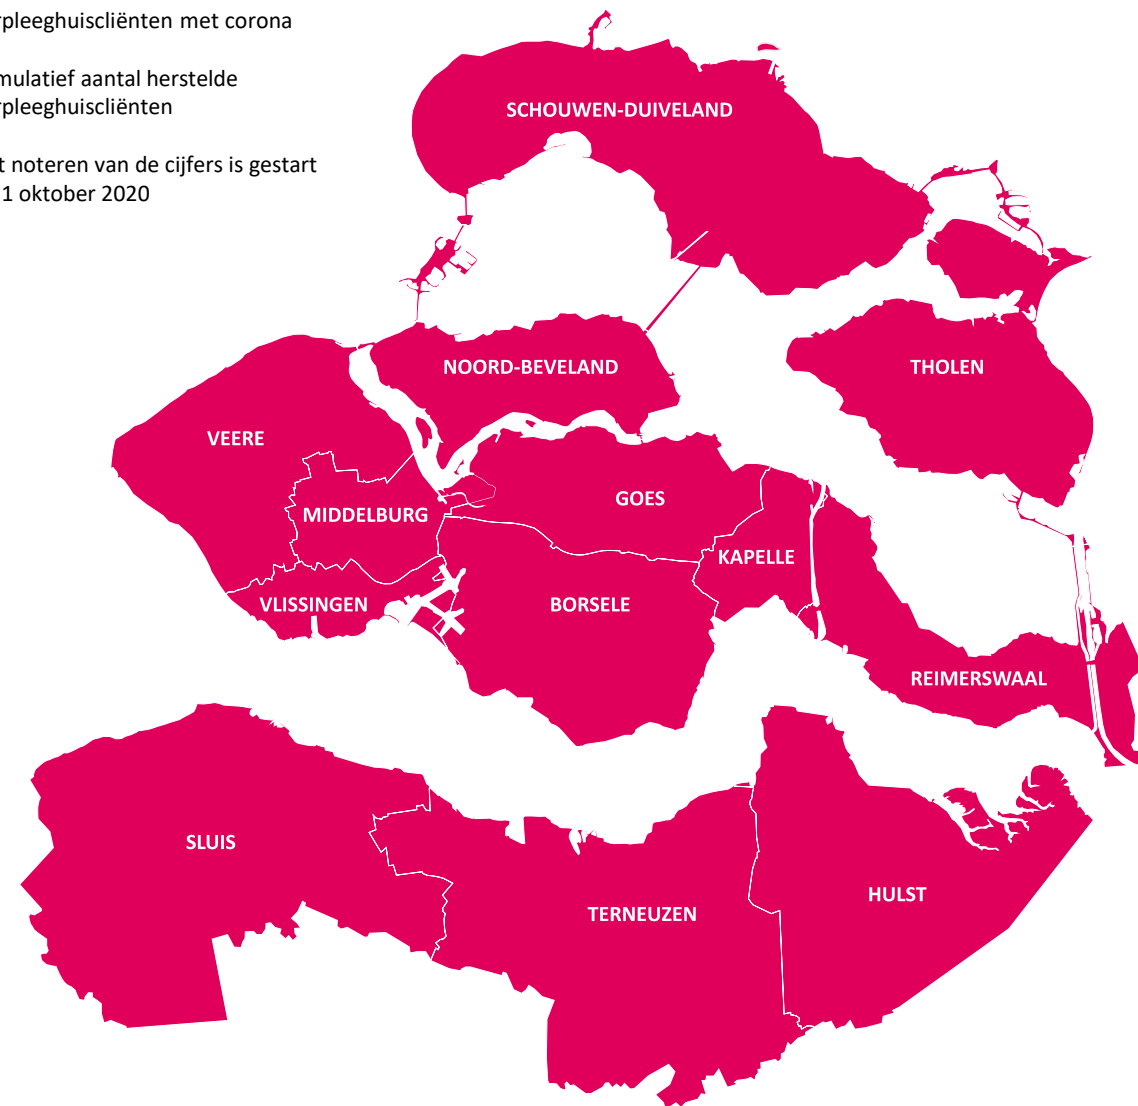 rpleeghuiscliënten met corona
mulatief aantal herstelde
rpleeghuiscliënten
t noteren van de cijfers is gestart
1 oktober 2020
SCHOUWEN-DUIVELAND
NOORD-BEVELAND
THOLEN
VEERE
GOES
MIDDELBURG
KAPELLE
VLISSINGEN
BORSELE
REIMERSWAAL
SLUIS
HULST
TERNEUZEN